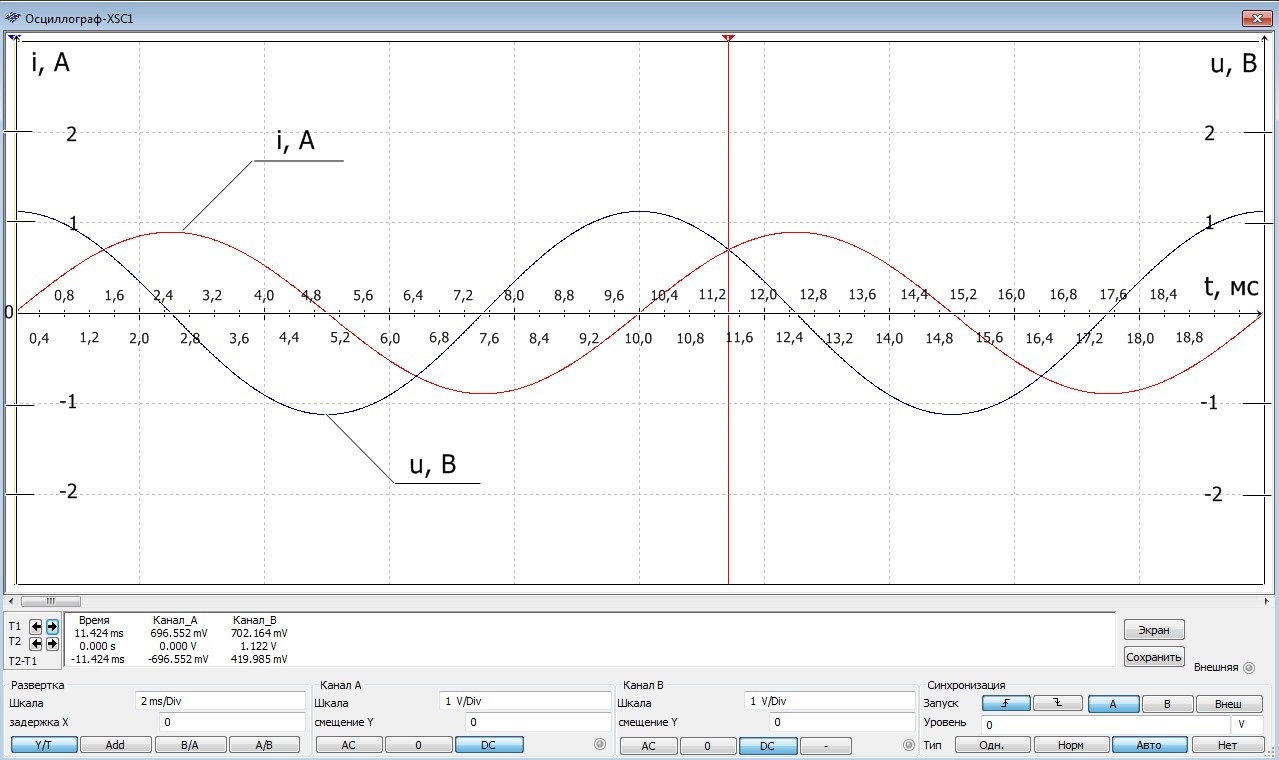 Осциллограф-XSC1
i, A
u, B
2
2
i, A
1
1
0,8 1,6 2,4 3,2 4,0 4,8 5,6 6,4 7,2 8,0 8,8 9,6 10,4 11,2 12,0 12,8 13,6 14,4 15,2 16,0 16,8 17,6 18,4
t, мс
0
0,4 1,2 2,0 2,8 3,6 4,4 5,2 6,0 6,8 7,6 8,4 9,2 10,0 10,8 11,6 12,4 13,2 14,0 14,8 15,6 16,4 17,2 18,0 18,8
-1
-1
u, B
-2
-2
Время Канал_A Канал_B
T1 11.424 ms 696.552 mV 702.164 mV
T2 0.000 s 0.000 V 1.122 V
T2-T1 -11.424 ms -696.552 mV 419.985 mV
Экран
Сохранить
Внешняя
Развертка
Шкала 2 ms/Div
задержка X 0
Y/T Add B/A A/B
Канал A
Шкала 1 V/Div
смещение Y 0
AC 0 DC
Канал B
Шкала 1 V/Div
смещение Y 0
AC 0 DC -
Синхронизация
Запуск A B Внеш
Уровень 0 V
Тип Одн. Норм Авто Нет